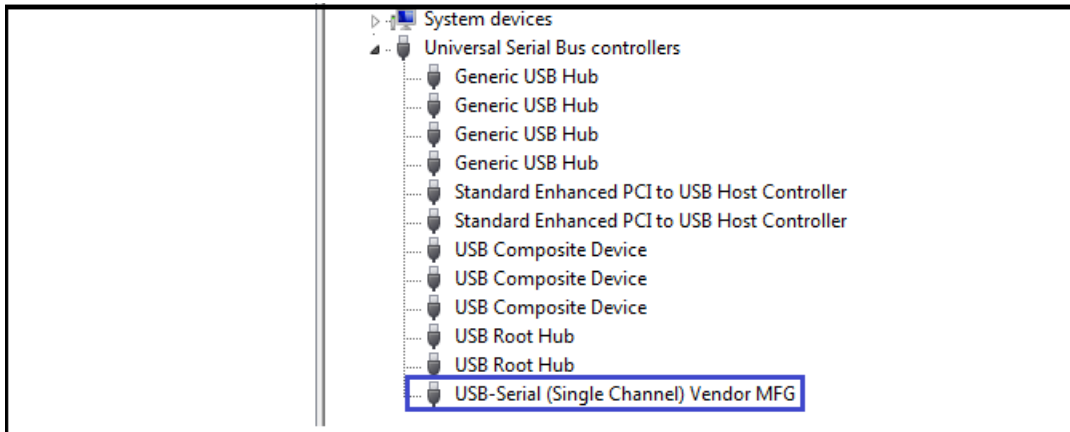 System devices
Universal Serial Bus controllers
Generic USB Hub
Generic USB Hub
Generic USB Hub
Generic USB Hub
Standard Enhanced PCI to USB Host Controller
Standard Enhanced PCI to USB Host Controller
USB Composite Device
USB Composite Device
USB Composite Device
USB Root Hub
USB Root Hub
USB-Serial (Single Channel) Vendor MFG